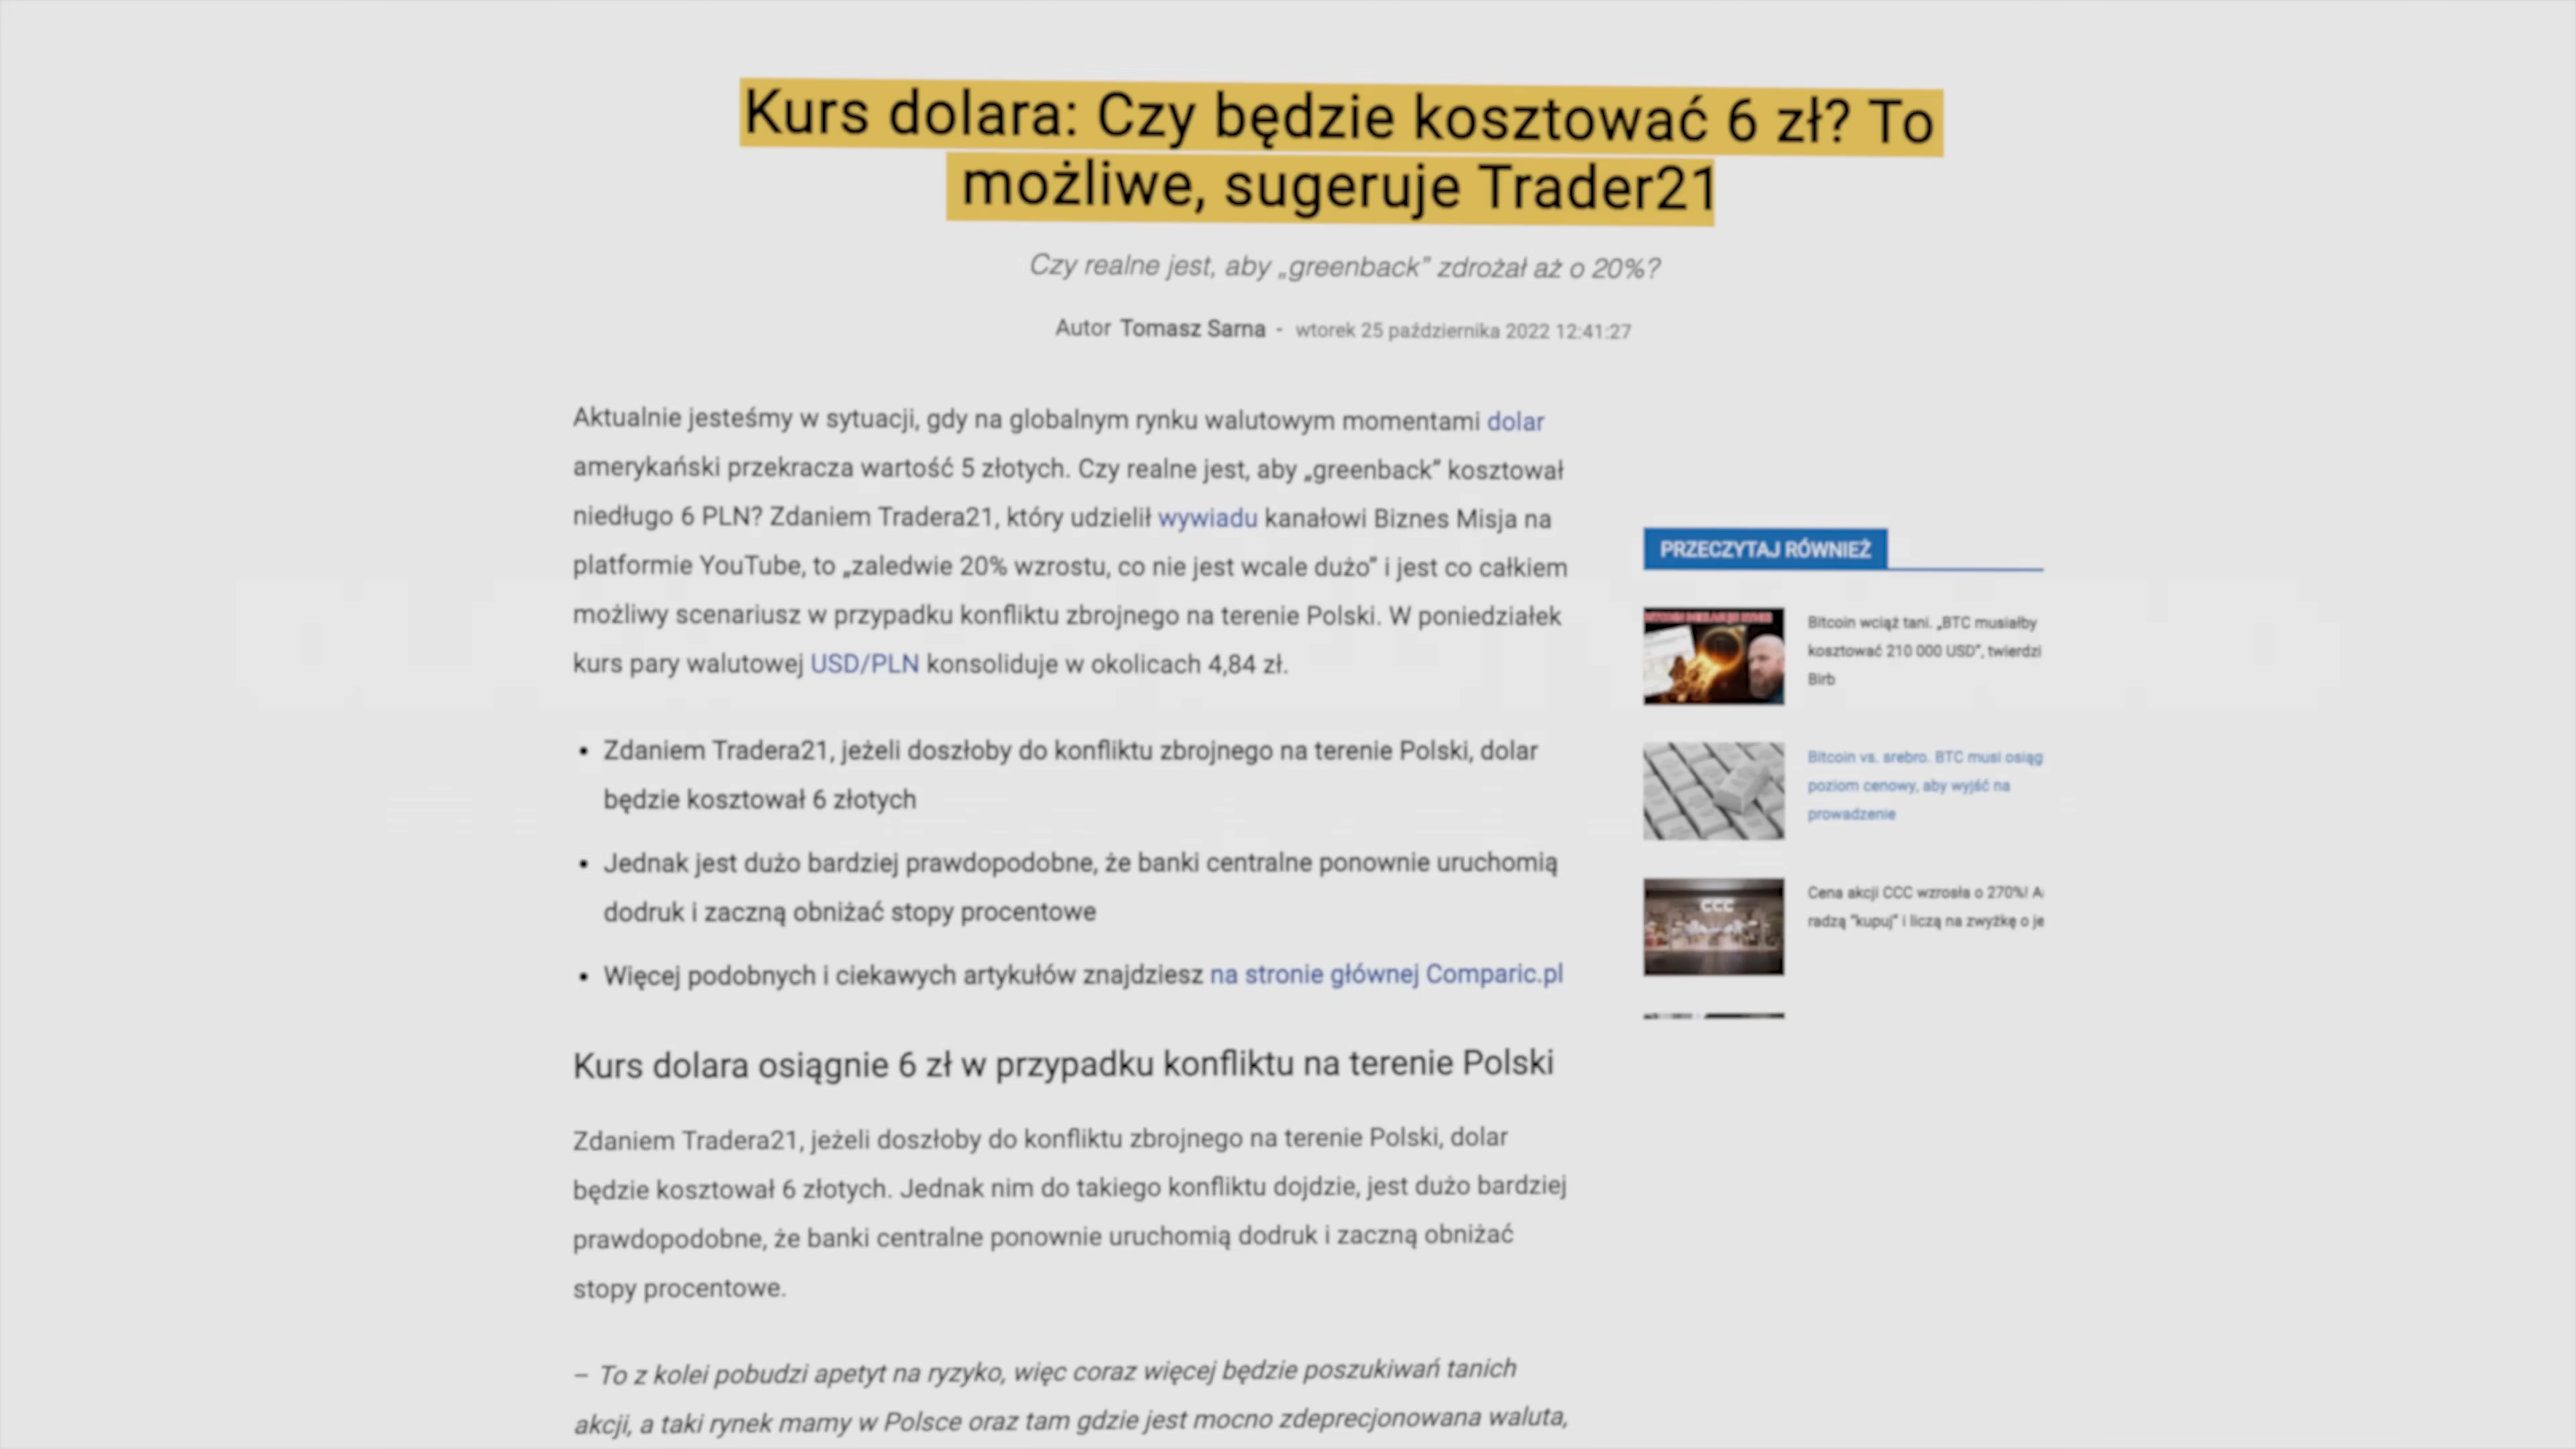 Kurs dolara: Czy będzie kosztować 6 zł? To
możliwe, sugeruje Trader21
Czy realne jest, aby „greenback” zdrożał aż o 20%?
Autor Tomasz Sarna - wtorek 25 października 2022 12:41:27
Aktualnie jesteśmy w sytuacji, gdy na globalnym rynku walutowym momentami dolar
amerykański przekracza wartość 5 złotych. Czy realne jest, aby „greenback” kosztował
niedługo 6 PLN? Zdaniem Tradera21, który udzielił wywiadu kanałowi Biznes Misja na
platformie YouTube, to „zaledwie 20% wzrostu, co nie jest wcale dużo” i jest co całkiem
możliwy scenariusz w przypadku konfliktu zbrojnego na terenie Polski. W poniedziałek
kurs pary walutowej USD/PLN konsoliduje w okolicach 4,84 zł.
• Zdaniem Tradera21, jeżeli doszłoby do konfliktu zbrojnego na terenie Polski, dolar
będzie kosztował 6 złotych
• Jednak jest dużo bardziej prawdopodobne, że banki centralne ponownie uruchomią
dodruk i zaczną obniżać stopy procentowe
• Więcej podobnych i ciekawych artykułów znajdziesz na stronie głównej Comparic.pl
Kurs dolara osiągnie 6 zł w przypadku konfliktu na terenie Polski
Zdaniem Tradera21, jeżeli doszłoby do konfliktu zbrojnego na terenie Polski, dolar
będzie kosztował 6 złotych. Jednak nim do takiego konfliktu dojdzie, jest dużo bardziej
prawdopodobne, że banki centralne ponownie uruchomią dodruk i zaczną obniżać
stopy procentowe.
– To z kolei pobudzi apetyt na ryzyko, więc coraz więcej będzie poszukiwań tanich
akcji, a taki rynek mamy w Polsce oraz tam gdzie jest mocno zdeprecjonowana waluta,
PRZECZYTAJ RÓWNIEŻ
Bitcoin wciąż tani. „BTC musiałby
kosztować 210 000 USD”, twierdzi
Birb
Bitcoin vs. srebro. BTC musi osiąg
poziom cenowy, aby wyjść na
prowadzenie
CCC
Cena akcji CCC wzrosła o 270%! A
radzą “kupuj” i liczą na zwyżkę o je